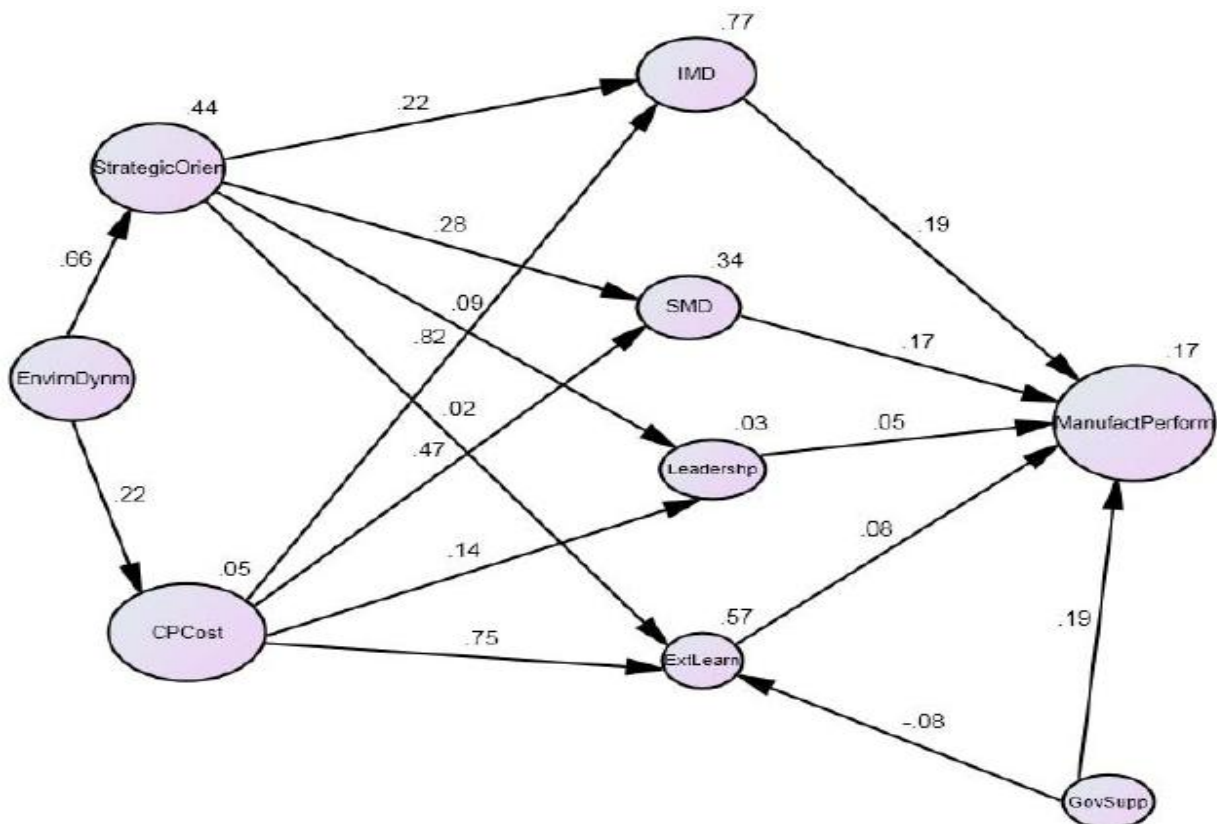 .77
IMD
.44
.22
StrategicOrien
.19
.28
.66
.34
.09
SMD
.82
.17
.17
EnvirnDynm
.02
.03
.05
ManufactPerform
.47
Leadershp
.22
.08
.14
.05
.57
CPCost
.75
.19
ExtLearn
-.08
GovSupp